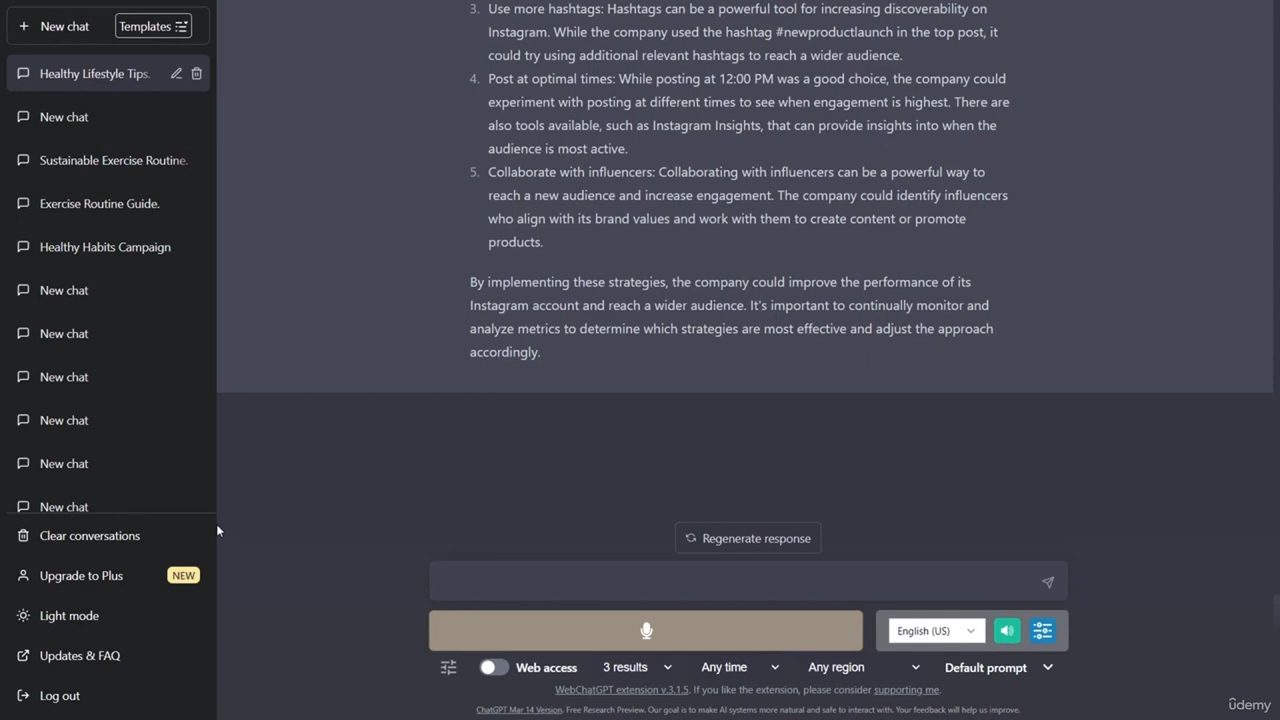 New chat
Templates
Healthy Lifestyle Tips.
New chat
Sustainable Exercise Routine.
Exercise Routine Guide.
Healthy Habits Campaign
New chat
New chat
New chat
New chat
New chat
New chat
Clear conversations
Upgrade to Plus NEW
Light mode
Updates & FAQ
Log out
3. Use more hashtags: Hashtags can be a powerful tool for increasing discoverability on
Instagram. While the company used the hashtag #newproductlaunch in the top post, it
could try using additional relevant hashtags to reach a wider audience.
4. Post at optimal times: While posting at 12:00 PM was a good choice, the company could
experiment with posting at different times to see when engagement is highest. There are
also tools available, such as Instagram Insights, that can provide insights into when the
audience is most active.
5. Collaborate with influencers: Collaborating with influencers can be a powerful way to
reach a new audience and increase engagement. The company could identify influencers
who align with its brand values and work with them to create content or promote
products.
By implementing these strategies, the company could improve the performance of its
Instagram account and reach a wider audience. It's important to continually monitor and
analyze metrics to determine which strategies are most effective and adjust the approach
accordingly.
Regenerate response
English (US)
Web access 3 results Any time Any region Default prompt
WebChatGPT extension v.3.1.5. If you like the extension, please consider supporting me.
ChatGPT Mar 14 Version. Free Research Preview. Our goal is to make AI systems more natural and safe to interact with. Your feedback will help us improve.
ûdemy